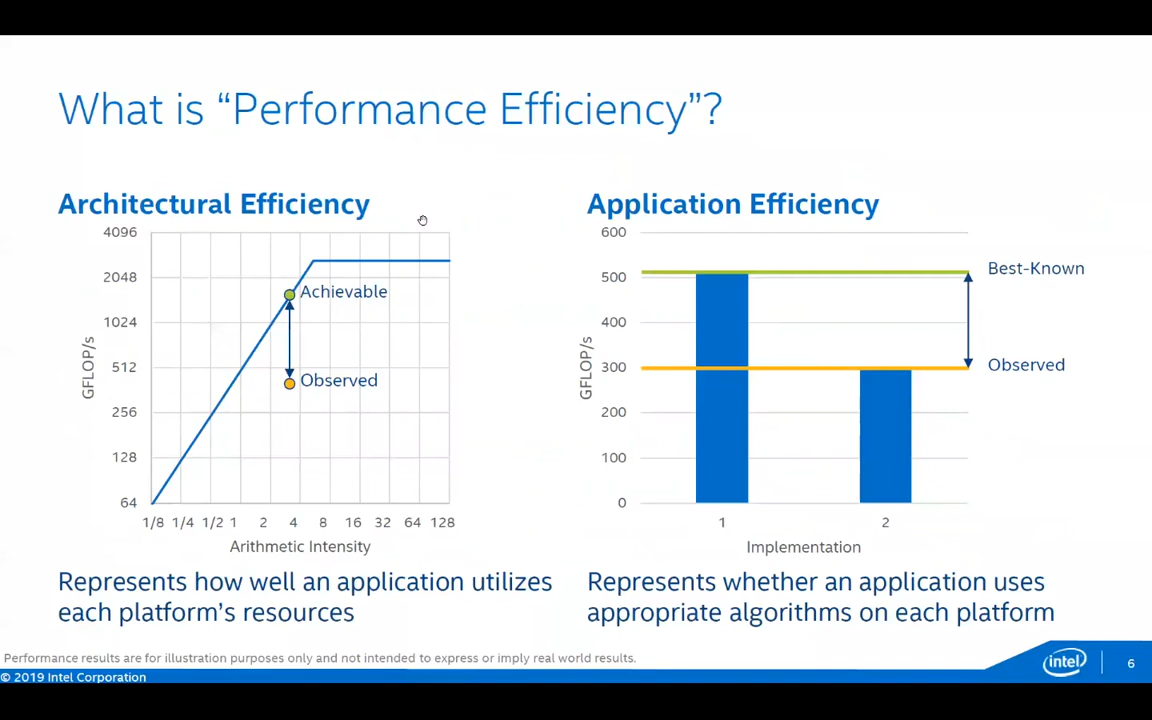 What is “Performance Efficiency”?
Architectural Efficiency
4096
2048
1024
512
256
128
64
GFLOP/s
Achievable
Observed
1/8 1/4 1/2 1 2 4 8 16 32 64 128
Arithmetic Intensity
Represents how well an application utilizes
each platform’s resources
Application Efficiency
600
500
400
300
200
100
0
GFLOP/s
Best-Known
Observed
1 2
Implementation
Represents whether an application uses
appropriate algorithms on each platform
Performance results are for illustration purposes only and not intended to express or imply real world results.
© 2019 Intel Corporation
intel
6